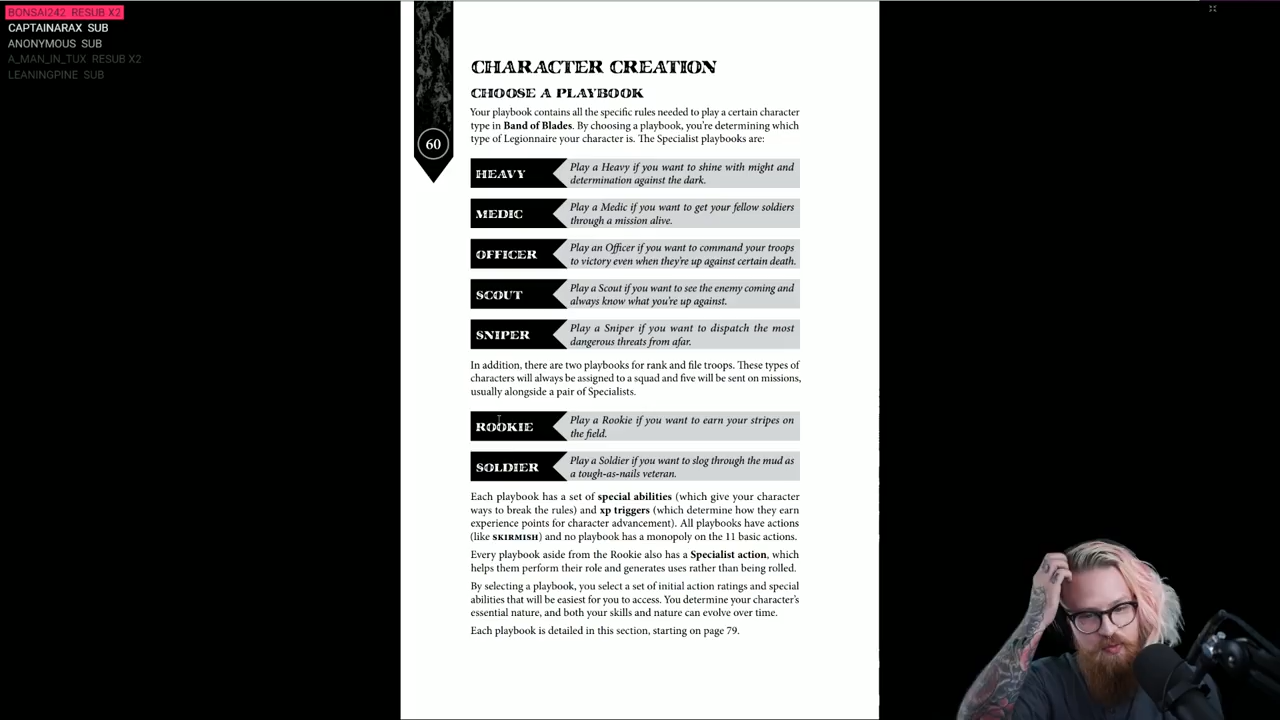 BONSAI242 RESUB X2
CAPTAINARAX SUB
ANONYMOUS SUB
A_MAN_IN_TUX RESUB X2
LEANINGPINE SUB
60
CHARACTER CREATION
CHOOSE A PLAYBOOK
Your playbook contains all the specific rules needed to play a certain character
type in Band of Blades. By choosing a playbook, you're determining which
type of Legionnaire your character is. The Specialist playbooks are:
HEAVY
Play a Heavy if you want to shine with might and
determination against the dark.
MEDIC
Play a Medic if you want to get your fellow soldiers
through a mission alive.
OFFICER
Play an Officer if you want to command your troops
to victory even when they're up against certain death.
SCOUT
Play a Scout if you want to see the enemy coming and
always know what you're up against.
SNIPER
Play a Sniper if you want to dispatch the most
dangerous threats from afar.
In addition, there are two playbooks for rank and file troops. These types of
characters will always be assigned to a squad and five will be sent on missions,
usually alongside a pair of Specialists.
ROOKIE
Play a Rookie if you want to earn your stripes on
the field.
SOLDIER
Play a Soldier if you want to slog through the mud as
a tough-as-nails veteran.
Each playbook has a set of special abilities (which give your character
ways to break the rules) and xp triggers (which determine how they earn
experience points for character advancement). All playbooks have actions
(like SKIRMISH) and no playbook has a monopoly on the 11 basic actions.
Every playbook aside from the Rookie also has a Specialist action, which
helps them perform their role and generates uses rather than being rolled.
By selecting a playbook, you select a set of initial action ratings and special
abilities that will be easiest for you to access. You determine your character's
essential nature, and both your skills and nature can evolve over time.
Each playbook is detailed in this section, starting on page 79.